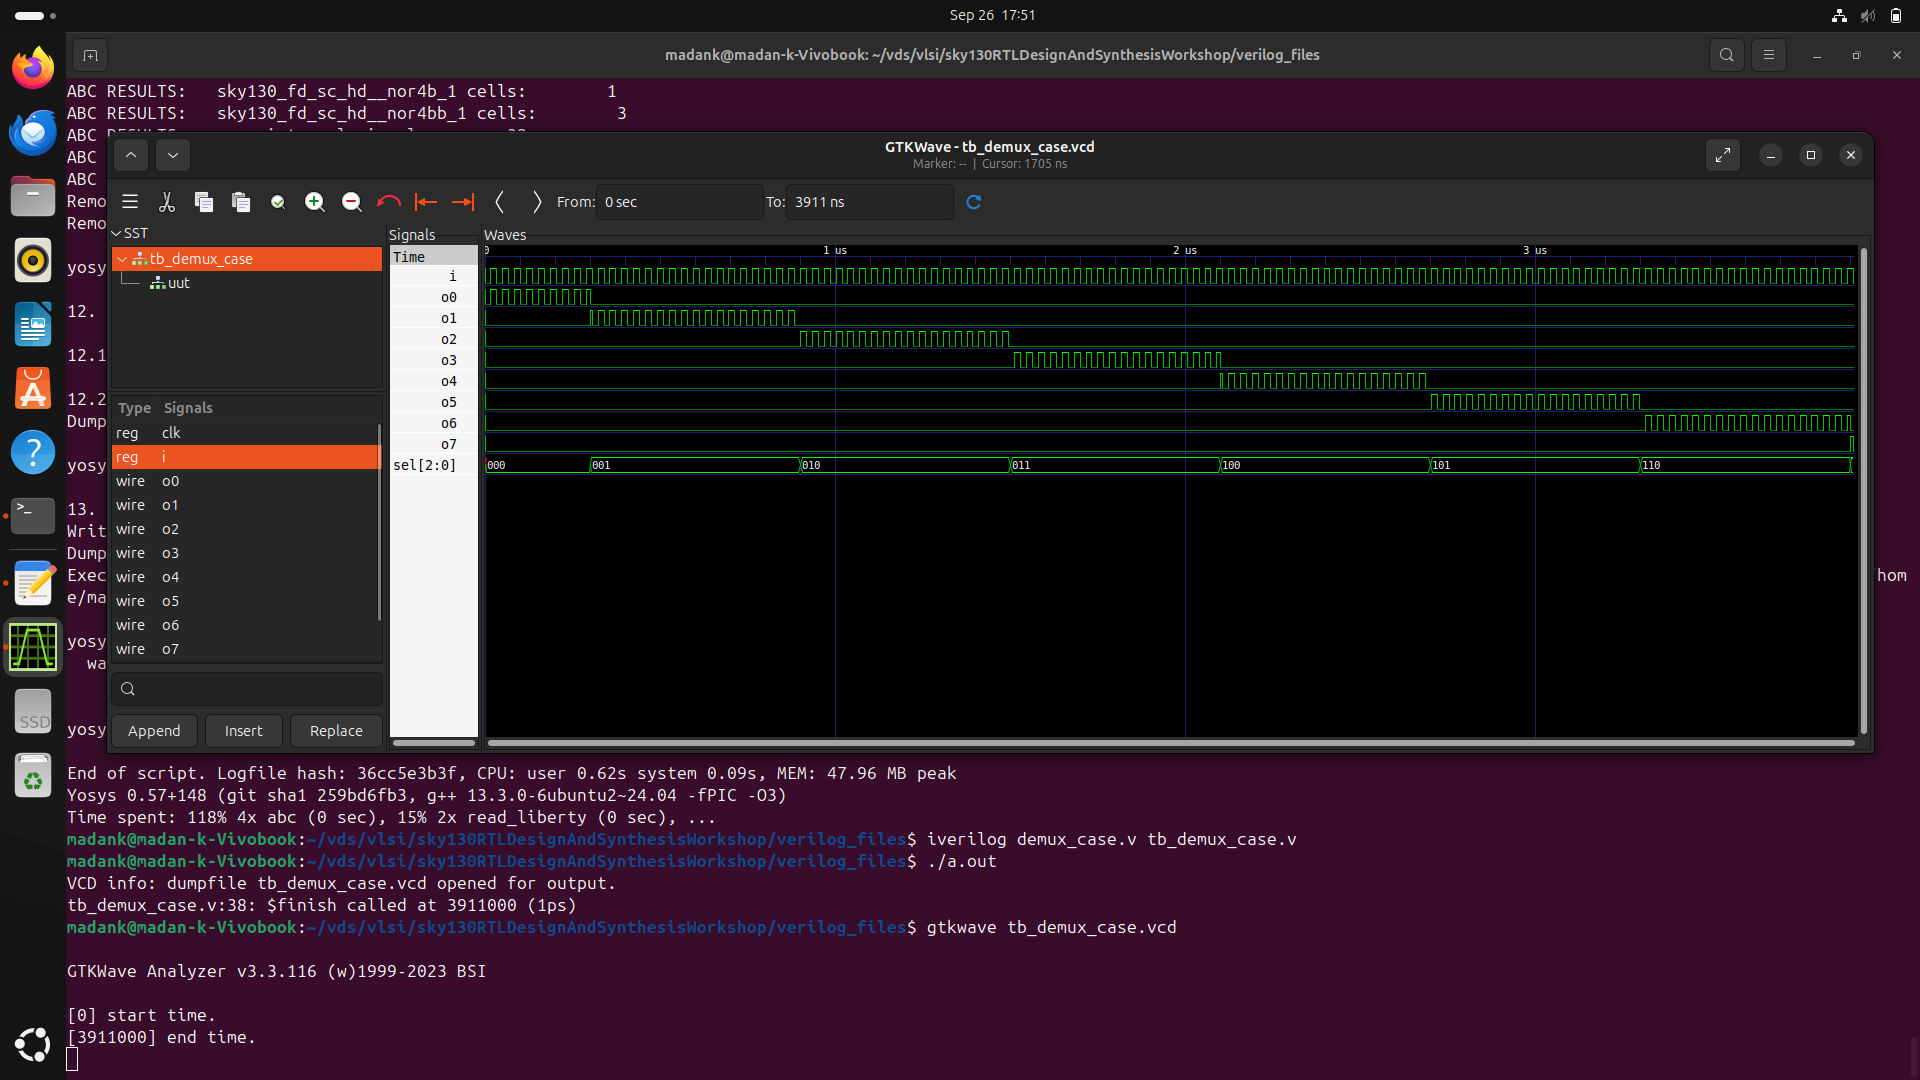 Sep 26 17:51
madank@madan-k-Vivobook: ~/vds/vlsi/sky130RTLDesignAndSynthesisWorkshop/verilog_files
ABC RESULTS: sky130_fd_sc_hd__nor4b_1 cells: 1
ABC RESULTS: sky130_fd_sc_hd__nor4bb_1 cells: 3
ABC
ABC
ABC
Remo
Remo
yosy
12.
12.1
12.2
Dump
yosy
13.
Writ
Dump
Exec
hom
e/ma
yosy
wa
yosy
GTKWave - tb_demux_case.vcd
Marker: -- | Cursor: 1705 ns
From: 0 sec To: 3911 ns
SST
tb_demux_case
uut
Type Signals
reg clk
reg i
wire o0
wire o1
wire o2
wire o3
wire o4
wire o5
wire o6
wire o7
Append Insert Replace
Signals
Time
i
o0
o1
o2
o3
o4
o5
o6
o7
sel[2:0]
Waves
0 1 us 2 us 3 us
000 001 010 011 100 101 110
End of script. Logfile hash: 36cc5e3b3f, CPU: user 0.62s system 0.09s, MEM: 47.96 MB peak
Yosys 0.57+148 (git sha1 259bd6fb3, g++ 13.3.0-6ubuntu2~24.04 -fPIC -O3)
Time spent: 118% 4x abc (0 sec), 15% 2x read_liberty (0 sec), ...
madank@madan-k-Vivobook:~/vds/vlsi/sky130RTLDesignAndSynthesisWorkshop/verilog_files$ iverilog demux_case.v tb_demux_case.v
madank@madan-k-Vivobook:~/vds/vlsi/sky130RTLDesignAndSynthesisWorkshop/verilog_files$ ./a.out
VCD info: dumpfile tb_demux_case.vcd opened for output.
tb_demux_case.v:38: $finish called at 3911000 (1ps)
madank@madan-k-Vivobook:~/vds/vlsi/sky130RTLDesignAndSynthesisWorkshop/verilog_files$ gtkwave tb_demux_case.vcd
GTKWave Analyzer v3.3.116 (w)1999-2023 BSI
[0] start time.
[3911000] end time.
SSD